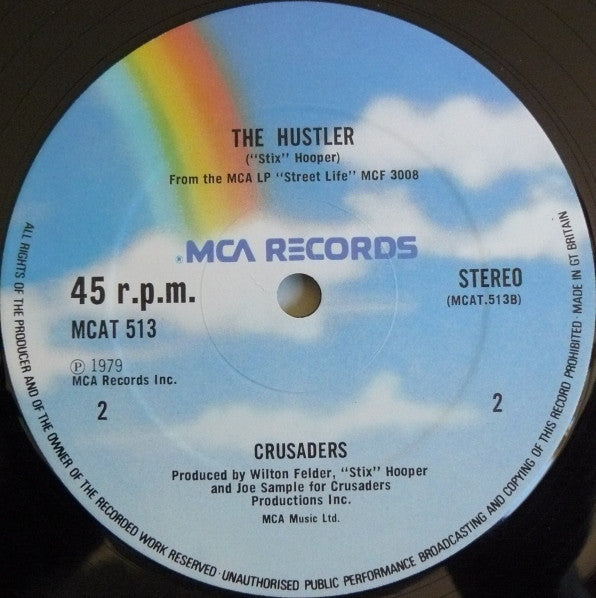 THE HUSTLER
("Stix" Hooper)
From the MCA LP "Street Life" MCF 3008
MCA RECORDS
45 r.p.m.
MCAT 513
STEREO
(MCAT.513B)
Ⓟ 1979
MCA Records Inc.
2
2
CRUSADERS
Produced by Wilton Felder, "Stix" Hooper
and Joe Sample for Crusaders
Productions Inc.
MCA Music Ltd.
ALL RIGHTS OF THE PRODUCER AND OF THE OWNER OF THE RECORDED WORK RESERVED · UNAUTHORISED PUBLIC PERFORMANCE BROADCASTING AND COPYING OF THIS RECORD PROHIBITED · MADE IN GT BRITAIN